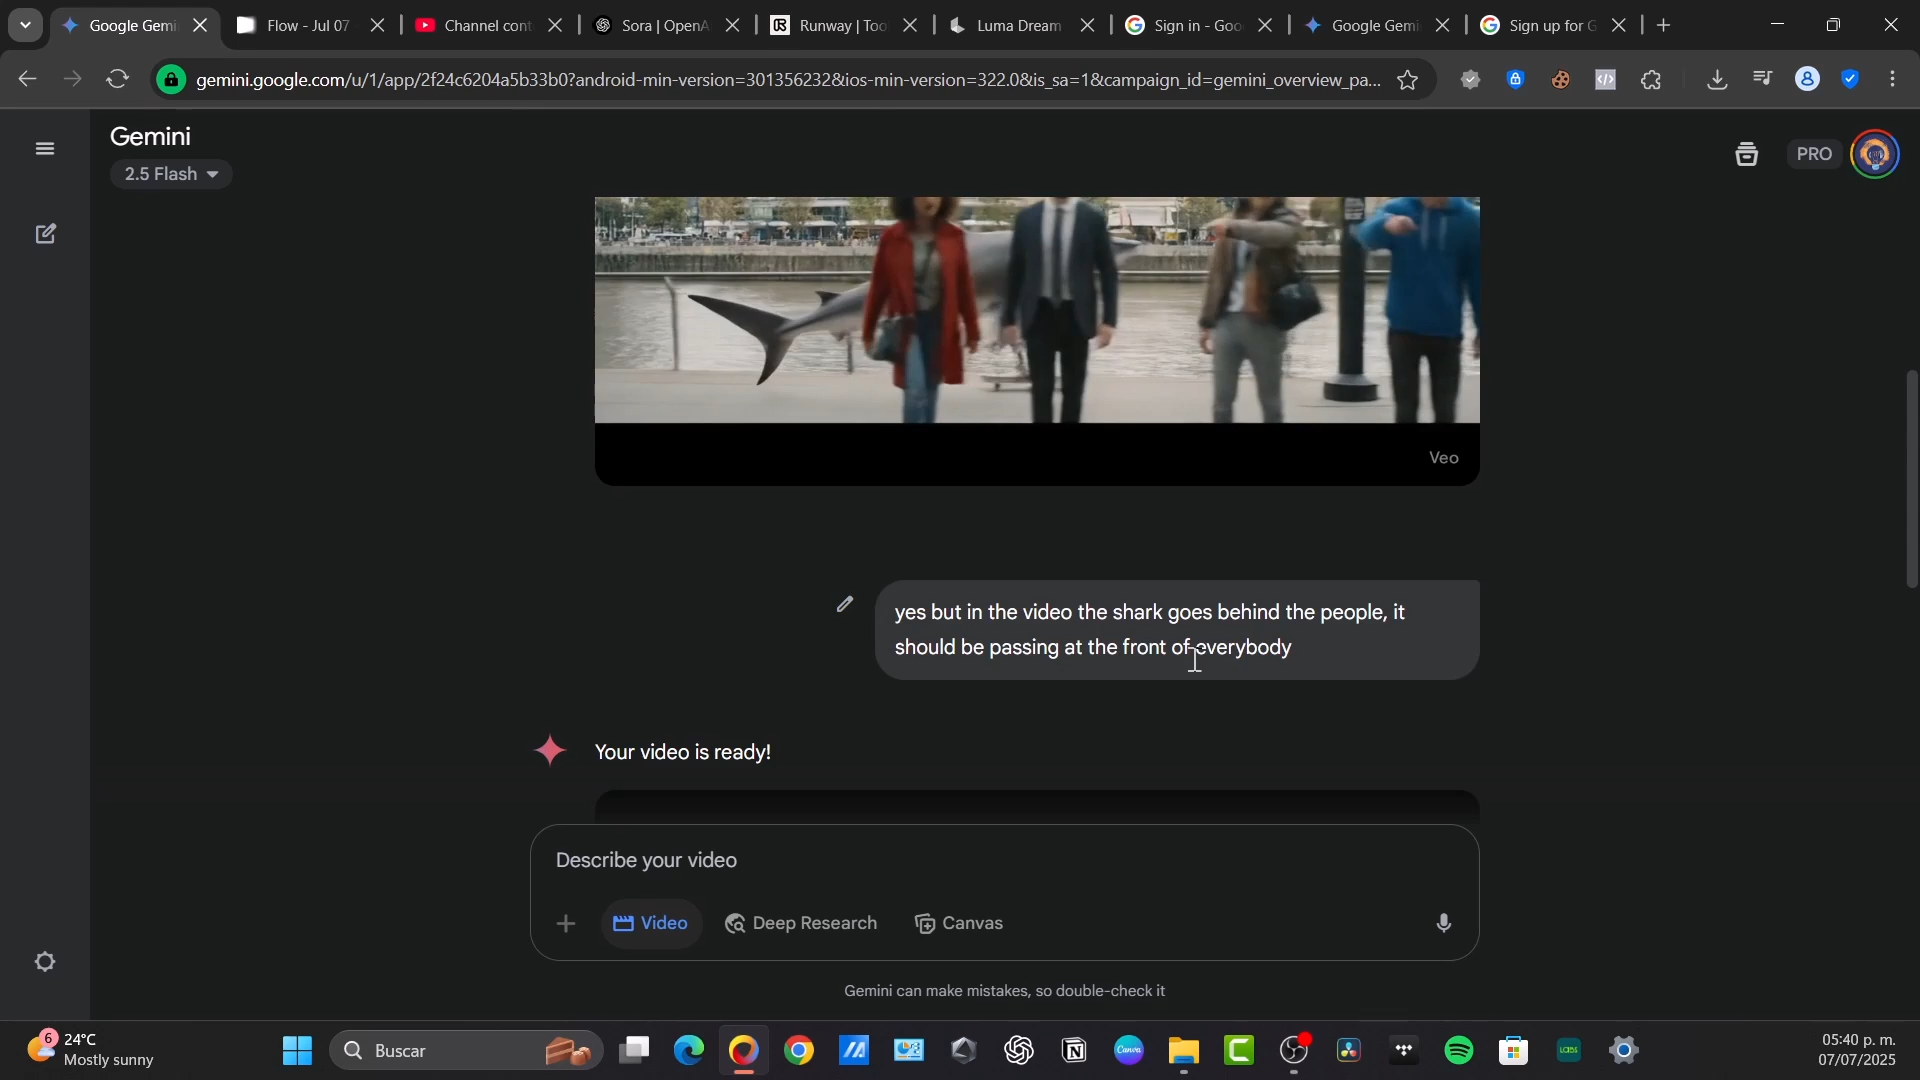 Google Gemi
Flow - Jul 07
Channel cont
Sora | OpenA
Runway | Too
Luma Dream
Sign in - Goo
Google Gemi
Sign up for G
gemini.google.com/u/1/app/2f24c6204a5b33b0?android-min-version=301356232&ios-min-version=322.0&is_sa=1&campaign_id=gemini_overview_pa...
Gemini
2.5 Flash
PRO
Veo
yes but in the video the shark goes behind the people, it
should be passing at the front of everybody
Your video is ready!
Describe your video
Video
Deep Research
Canvas
Gemini can make mistakes, so double-check it
6
24°C
Mostly sunny
Buscar
Canva
LABS
05:40 p. m.
07/07/2025